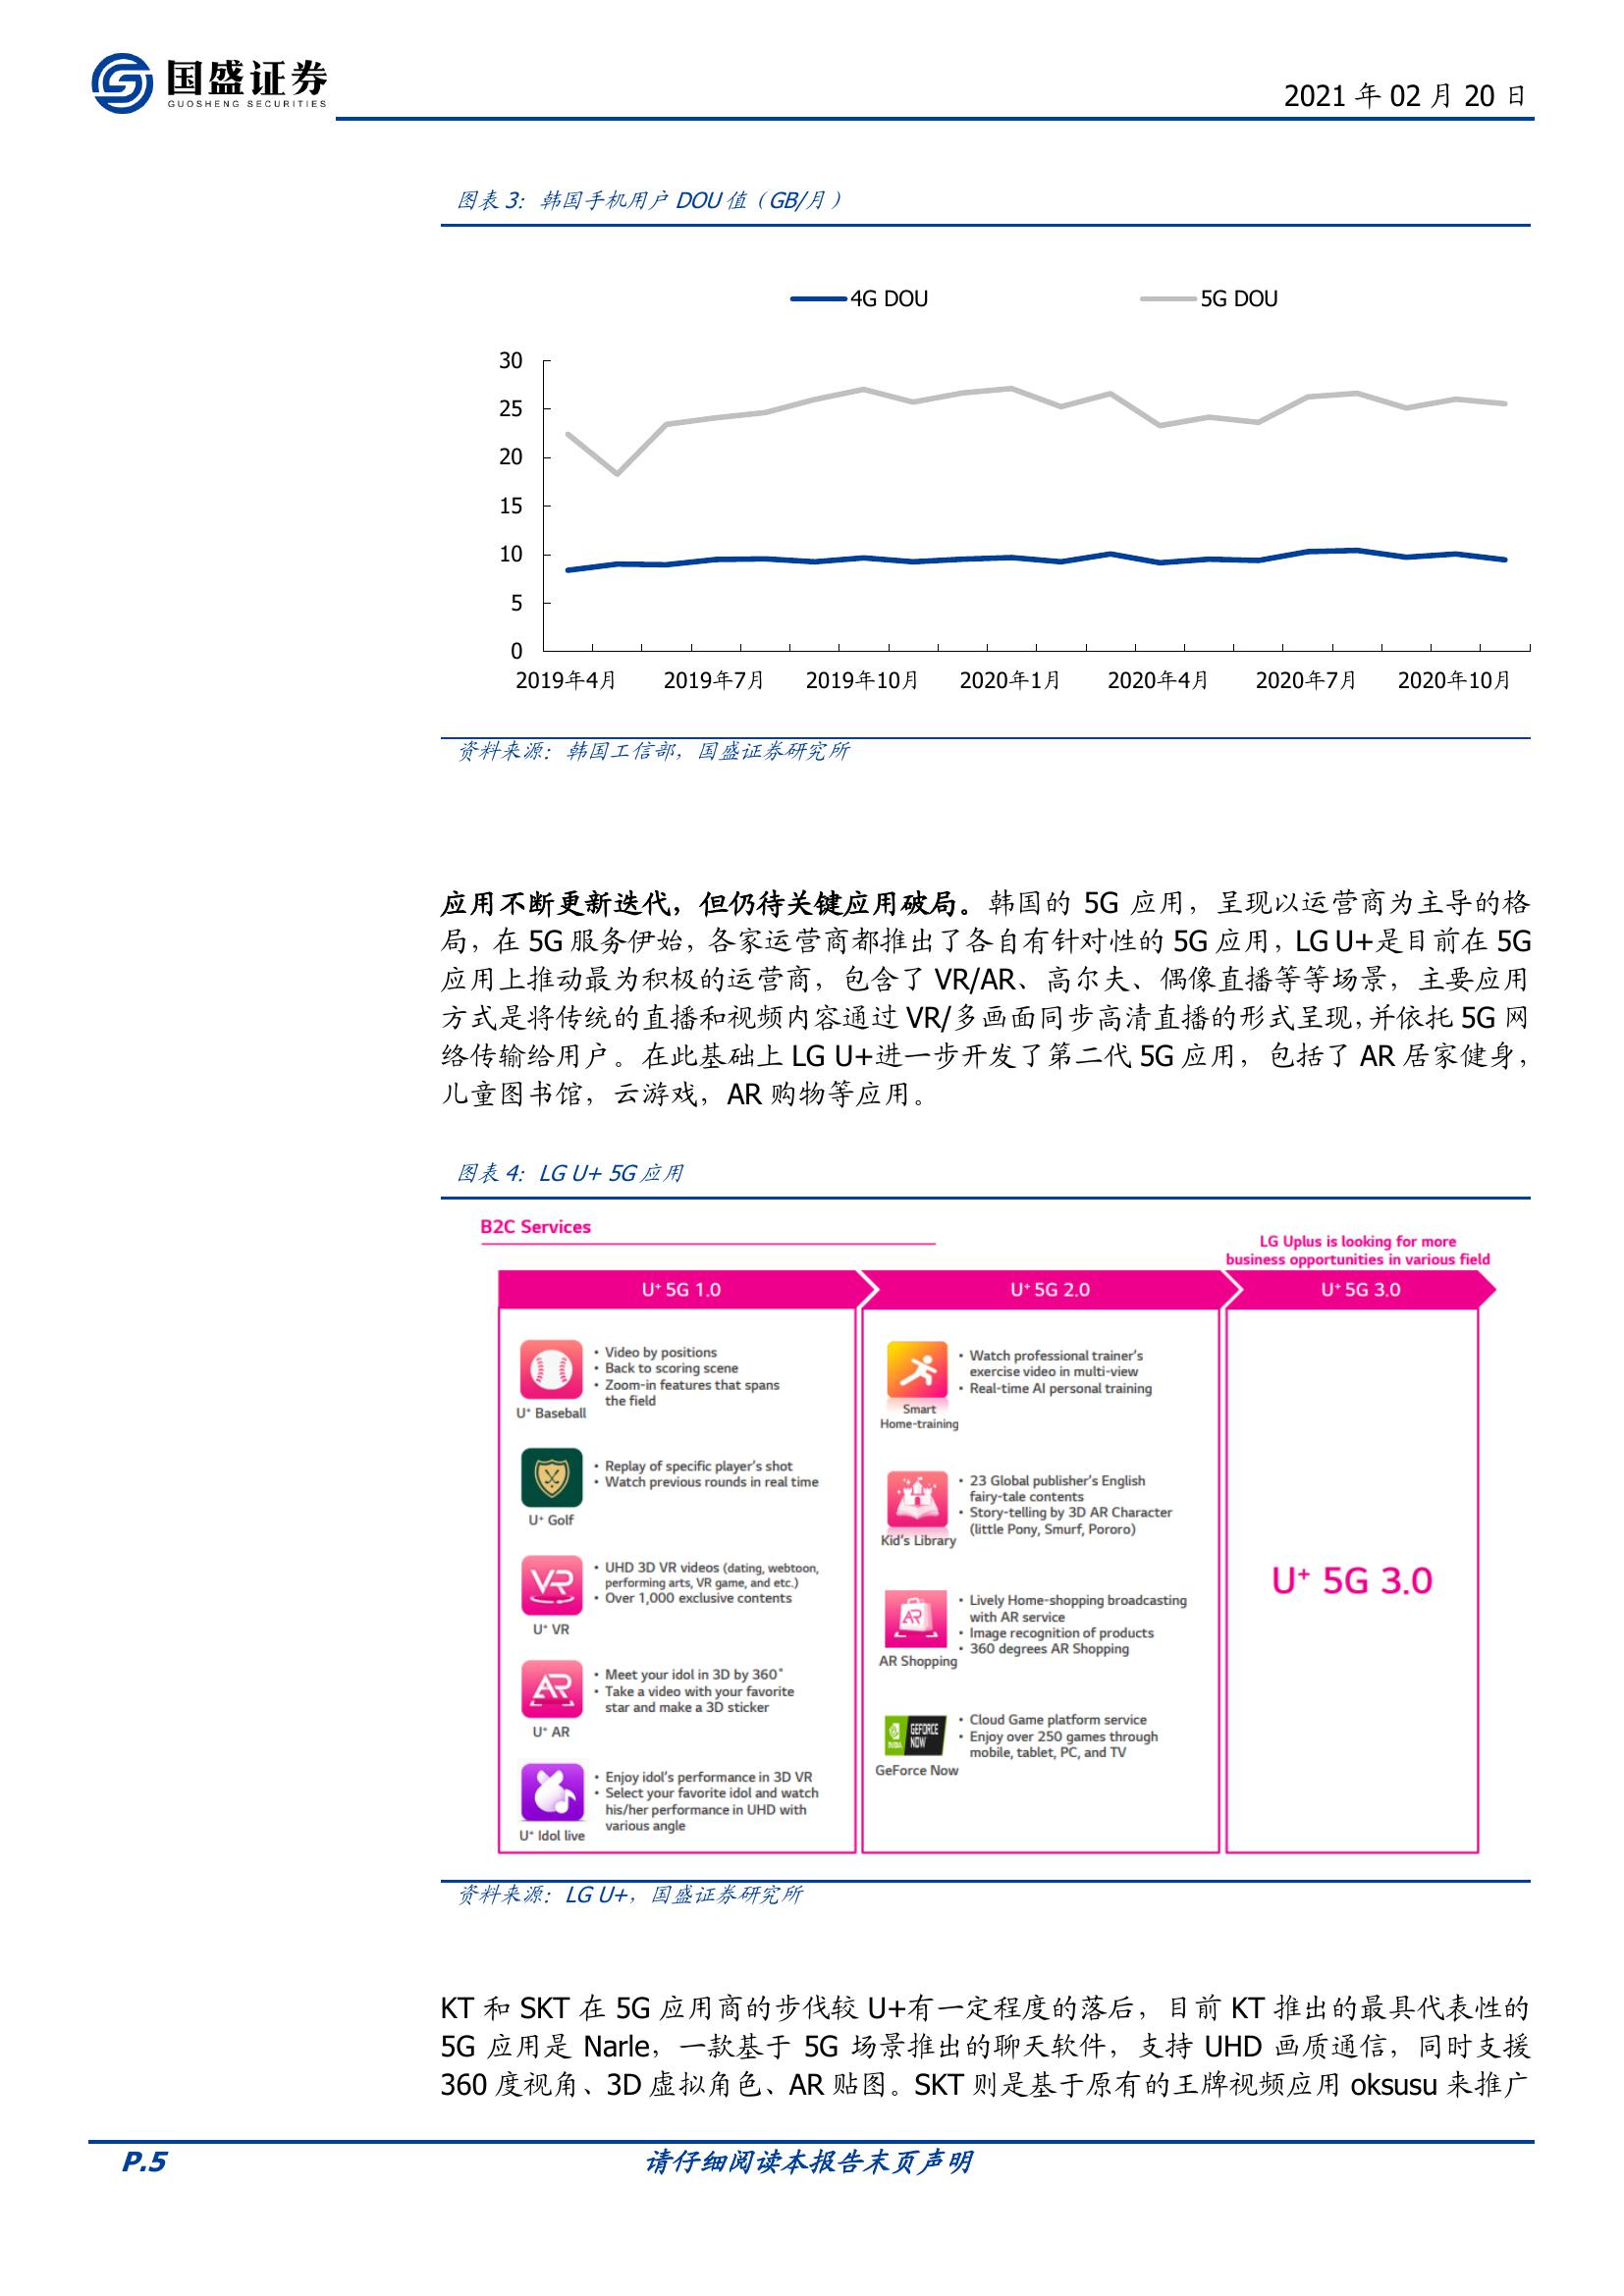 国盛证券
GUOSHENG SECURITIES
2021 年 02 月 20 日
图表 3：韩国手机用户 DOU 值（GB/月）
4G DOU
5G DOU
30
25
20
15
10
5
0
2019年4月
2019年7月
2019年10月
2020年1月
2020年4月
2020年7月
2020年10月
资料来源：韩国工信部，国盛证券研究所
应用不断更新迭代，但仍待关键应用破局。韩国的 5G 应用，呈现以运营商为主导的格
局，在 5G 服务伊始，各家运营商都推出了各自有针对性的 5G 应用，LG U+是目前在 5G
应用上推动最为积极的运营商，包含了 VR/AR、高尔夫、偶像直播等等场景，主要应用
方式是将传统的直播和视频内容通过 VR/多画面同步高清直播的形式呈现，并依托 5G 网
络传输给用户。在此基础上 LG U+进一步开发了第二代 5G 应用，包括了 AR 居家健身，
儿童图书馆，云游戏，AR 购物等应用。
图表 4：LG U+ 5G 应用
B2C Services
LG Uplus is looking for more
business opportunities in various field
U⁺ 5G 1.0
U⁺ 5G 2.0
U⁺ 5G 3.0
• Video by positions
• Back to scoring scene
• Zoom-in features that spans
the field
U⁺ Baseball
• Replay of specific player's shot
• Watch previous rounds in real time
U⁺ Golf
VR
• UHD 3D VR videos (dating, webtoon,
performing arts, VR game, and etc.)
• Over 1,000 exclusive contents
U⁺ VR
AR
• Meet your idol in 3D by 360˚
• Take a video with your favorite
star and make a 3D sticker
U⁺ AR
• Enjoy idol's performance in 3D VR
• Select your favorite idol and watch
his/her performance in UHD with
various angle
U⁺ Idol live
• Watch professional trainer's
exercise video in multi-view
• Real-time AI personal training
Smart
Home-training
• 23 Global publisher's English
fairy-tale contents
• Story-telling by 3D AR Character
(little Pony, Smurf, Pororo)
Kid's Library
AR
• Lively Home-shopping broadcasting
with AR service
• Image recognition of products
• 360 degrees AR Shopping
AR Shopping
NVIDIA
GEFORCE
NOW
• Cloud Game platform service
• Enjoy over 250 games through
mobile, tablet, PC, and TV
GeForce Now
U⁺ 5G 3.0
资料来源：LG U+，国盛证券研究所
KT 和 SKT 在 5G 应用商的步伐较 U+有一定程度的落后，目前 KT 推出的最具代表性的
5G 应用是 Narle，一款基于 5G 场景推出的聊天软件，支持 UHD 画质通信，同时支援
360 度视角、3D 虚拟角色、AR 贴图。SKT 则是基于原有的王牌视频应用 oksusu 来推广
P.5
请仔细阅读本报告末页声明